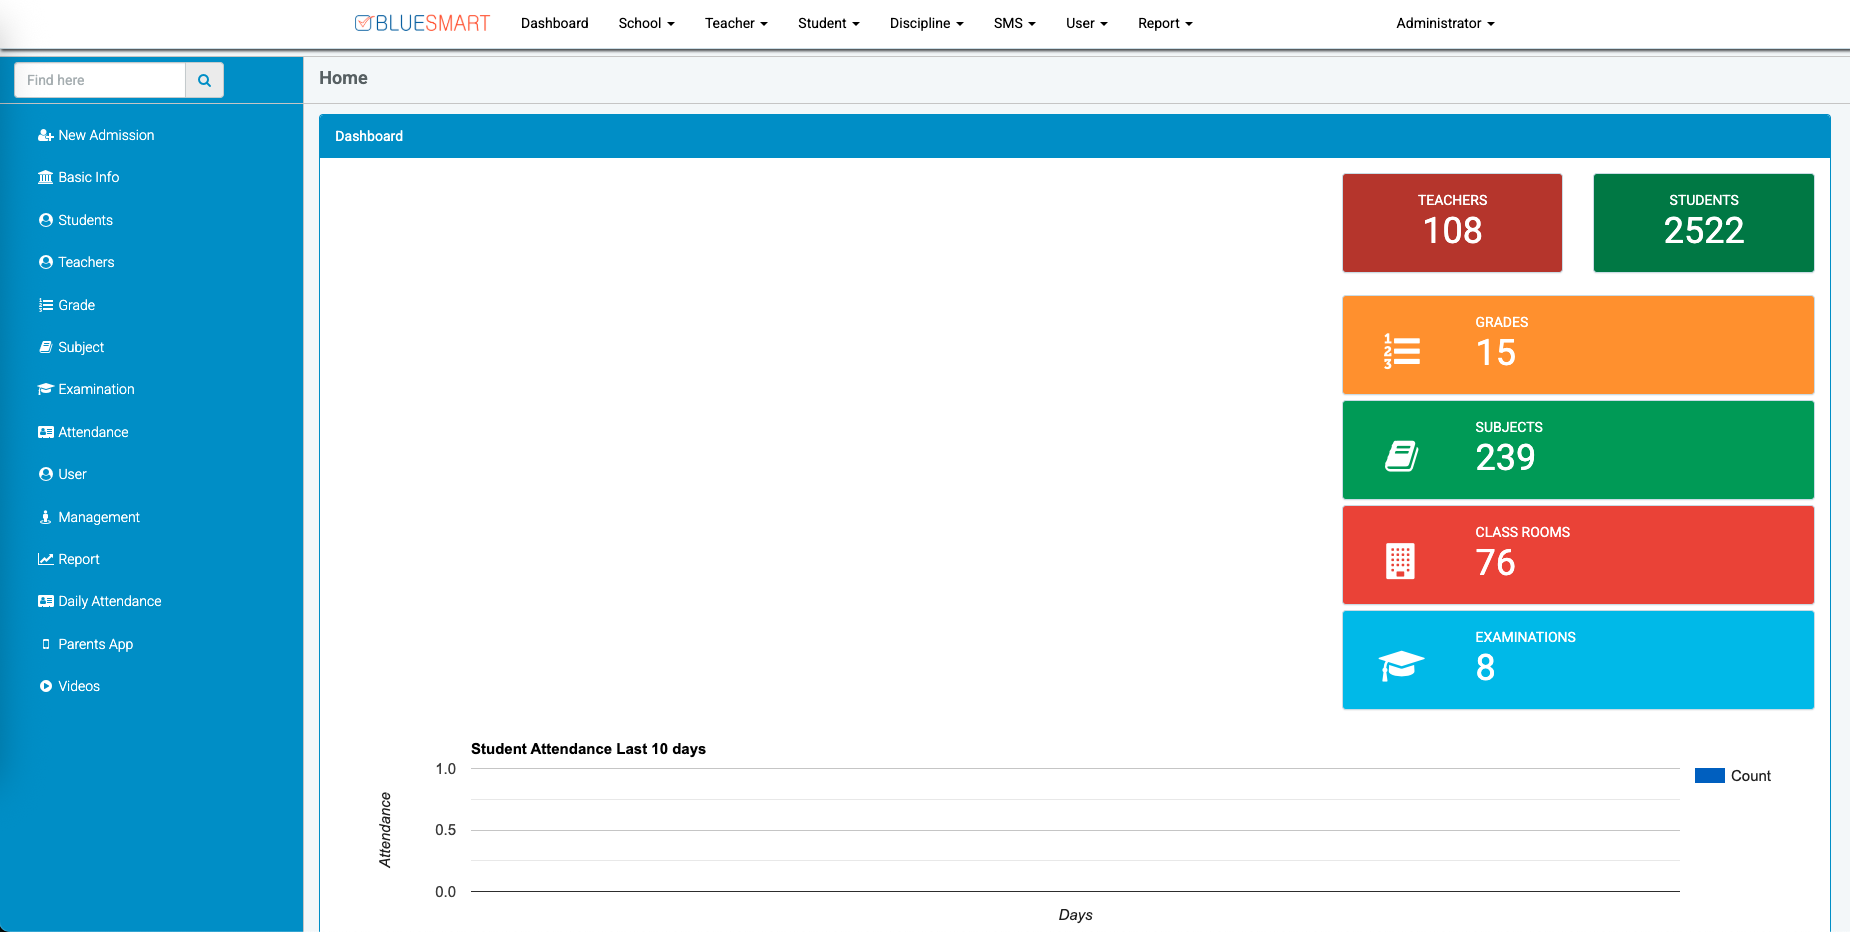 BLUESMART
Dashboard
School
Teacher
Student
Discipline
SMS
User
Report
Administrator
Find here
Home
New Admission
Basic Info
Students
Teachers
Grade
Subject
Examination
Attendance
User
Management
Report
Daily Attendance
Parents App
Videos
Dashboard
TEACHERS
108
STUDENTS
2522
1
2
3
GRADES
15
SUBJECTS
239
CLASS ROOMS
76
EXAMINATIONS
8
Student Attendance Last 10 days
1.0
0.5
0.0
Attendance
Days
Count